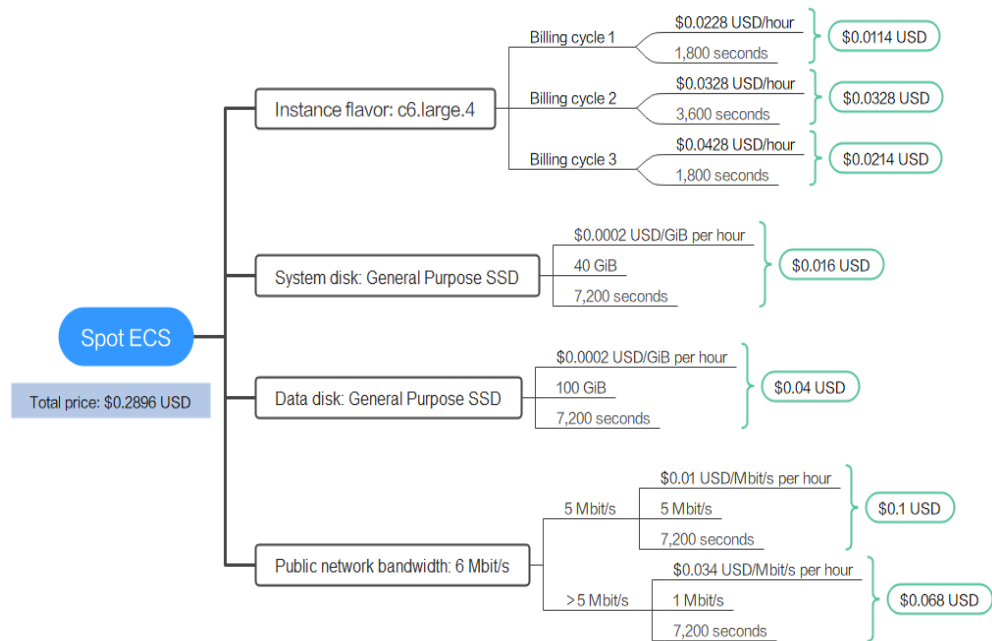 Spot ECS
Total price: $0.2896 USD
Instance flavor: c6.large.4
Billing cycle 1
$0.0228 USD/hour
1,800 seconds
$0.0114 USD
Billing cycle 2
$0.0328 USD/hour
3,600 seconds
$0.0328 USD
Billing cycle 3
$0.0428 USD/hour
1,800 seconds
$0.0214 USD
System disk: General Purpose SSD
$0.0002 USD/GiB per hour
40 GiB
7,200 seconds
$0.016 USD
Data disk: General Purpose SSD
$0.0002 USD/GiB per hour
100 GiB
7,200 seconds
$0.04 USD
Public network bandwidth: 6 Mbit/s
5 Mbit/s
$0.01 USD/Mbit/s per hour
5 Mbit/s
7,200 seconds
$0.1 USD
>5 Mbit/s
$0.034 USD/Mbit/s per hour
1 Mbit/s
7,200 seconds
$0.068 USD